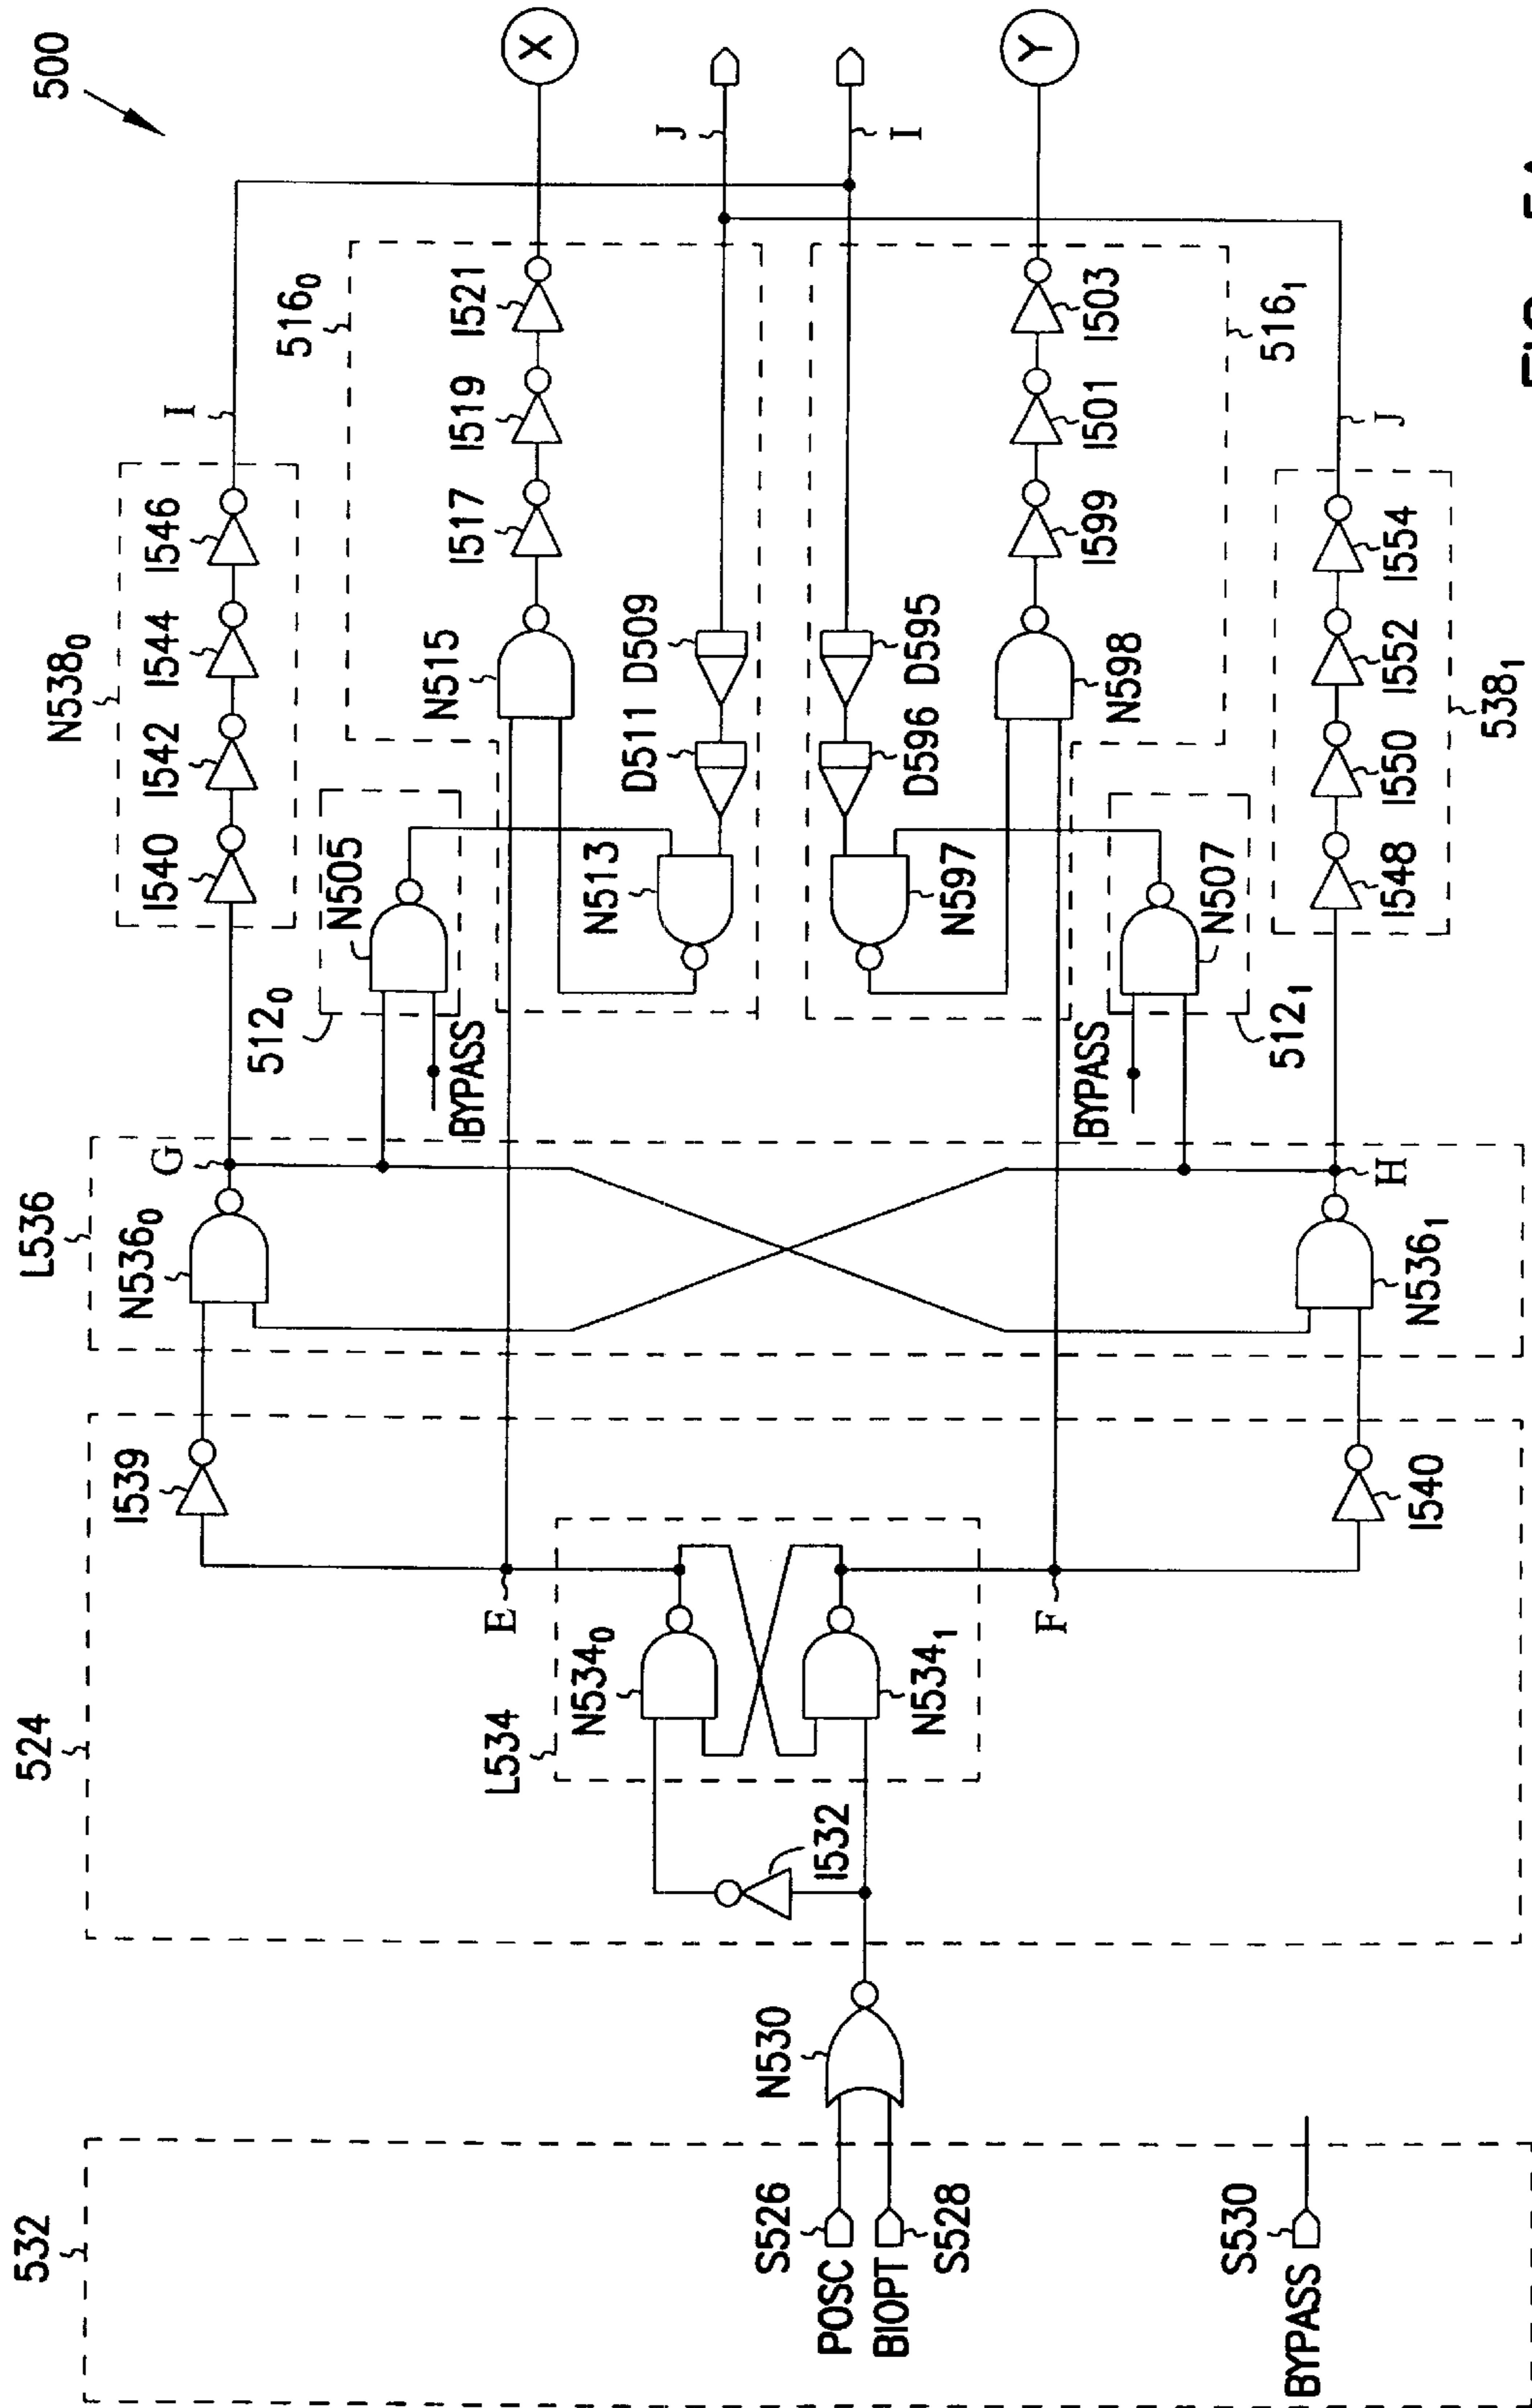 500
X
J
I
Y
516₀
I517
I519
I521
516₁
I599
I501
I503
I
N538₀
I540
I542
I544
I546
J
538₁
I548
I550
I552
I554
N515
D511
D509
D596
D595
N598
N505
N513
N597
N507
512₀
BYPASS
BYPASS
512₁
L536
G
N536₀
H
N536₁
524
I539
E
L534
N534₀
N534₁
F
I540
I532
N530
532
S526
POSC
BIOPT
S528
S530
BYPASS